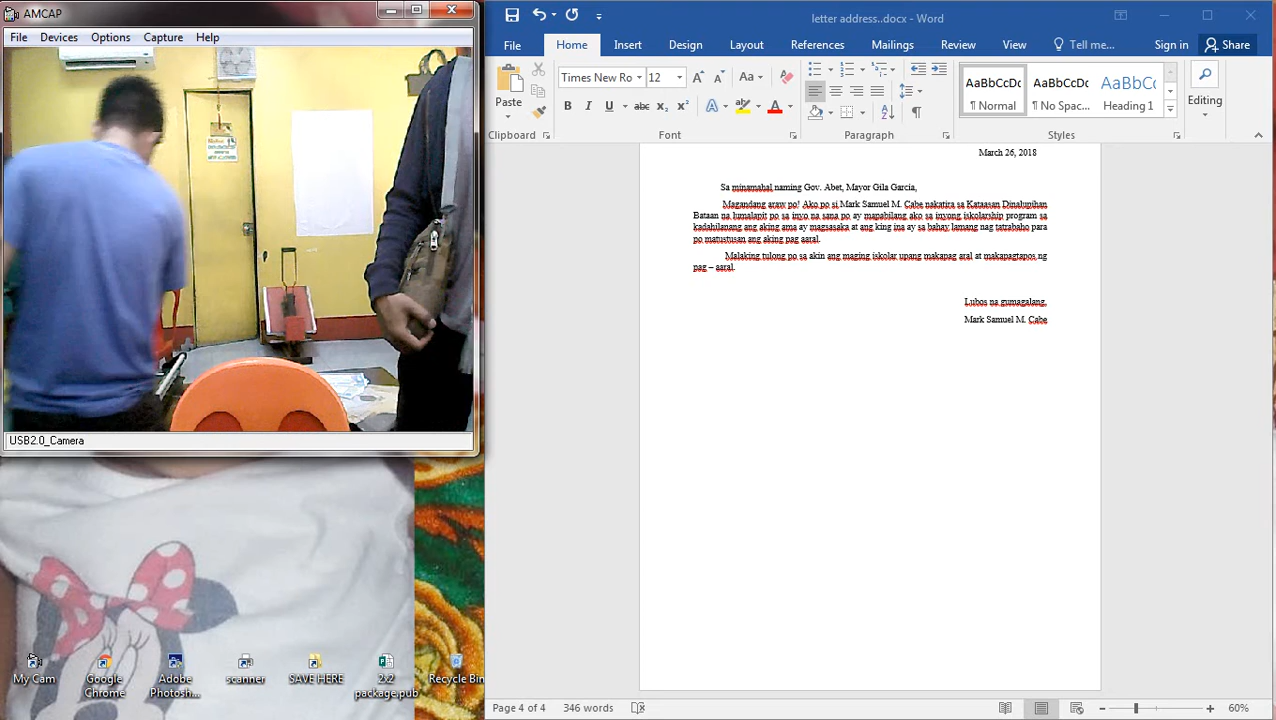 AMCAP
File Devices Options Capture Help
USB2.0_Camera
My Cam
Google Chrome
Adobe Photosh...
scanner
SAVE HERE
2x2 package.pub
Recycle Bin
letter address..docx - Word
File Home Insert Design Layout References Mailings Review View Tell me... Sign in Share
Paste
Times New Ro 12 Aa
B I U abc x₂ x² A A
AaBbCcDc AaBbCcDc AaBbCc
¶ Normal ¶ No Spac... Heading 1
Editing
Clipboard Font Paragraph Styles
March 26, 2018
Sa minamahal naming Gov. Abet, Mayor Gila Garcia,
Magandang araw po! Ako po si Mark Samuel M. Cabe nakatira sa Kataasan Dinalupihan
Bataan na lumalapit po sa inyo na sana po ay mapabilang ako sa inyong iskolarship program sa
kadahilanang ang aking ama ay magsasaka at ang king ina ay sa bahay lamang nag tatrabaho para
po matustusan ang aking pag aaral.
Malaking tulong po sa akin ang maging iskolar upang makapag aral at makapagtapos ng
pag – aaral.
Lubos na gumagalang,
Mark Samuel M. Cabe
Page 4 of 4 346 words 60%